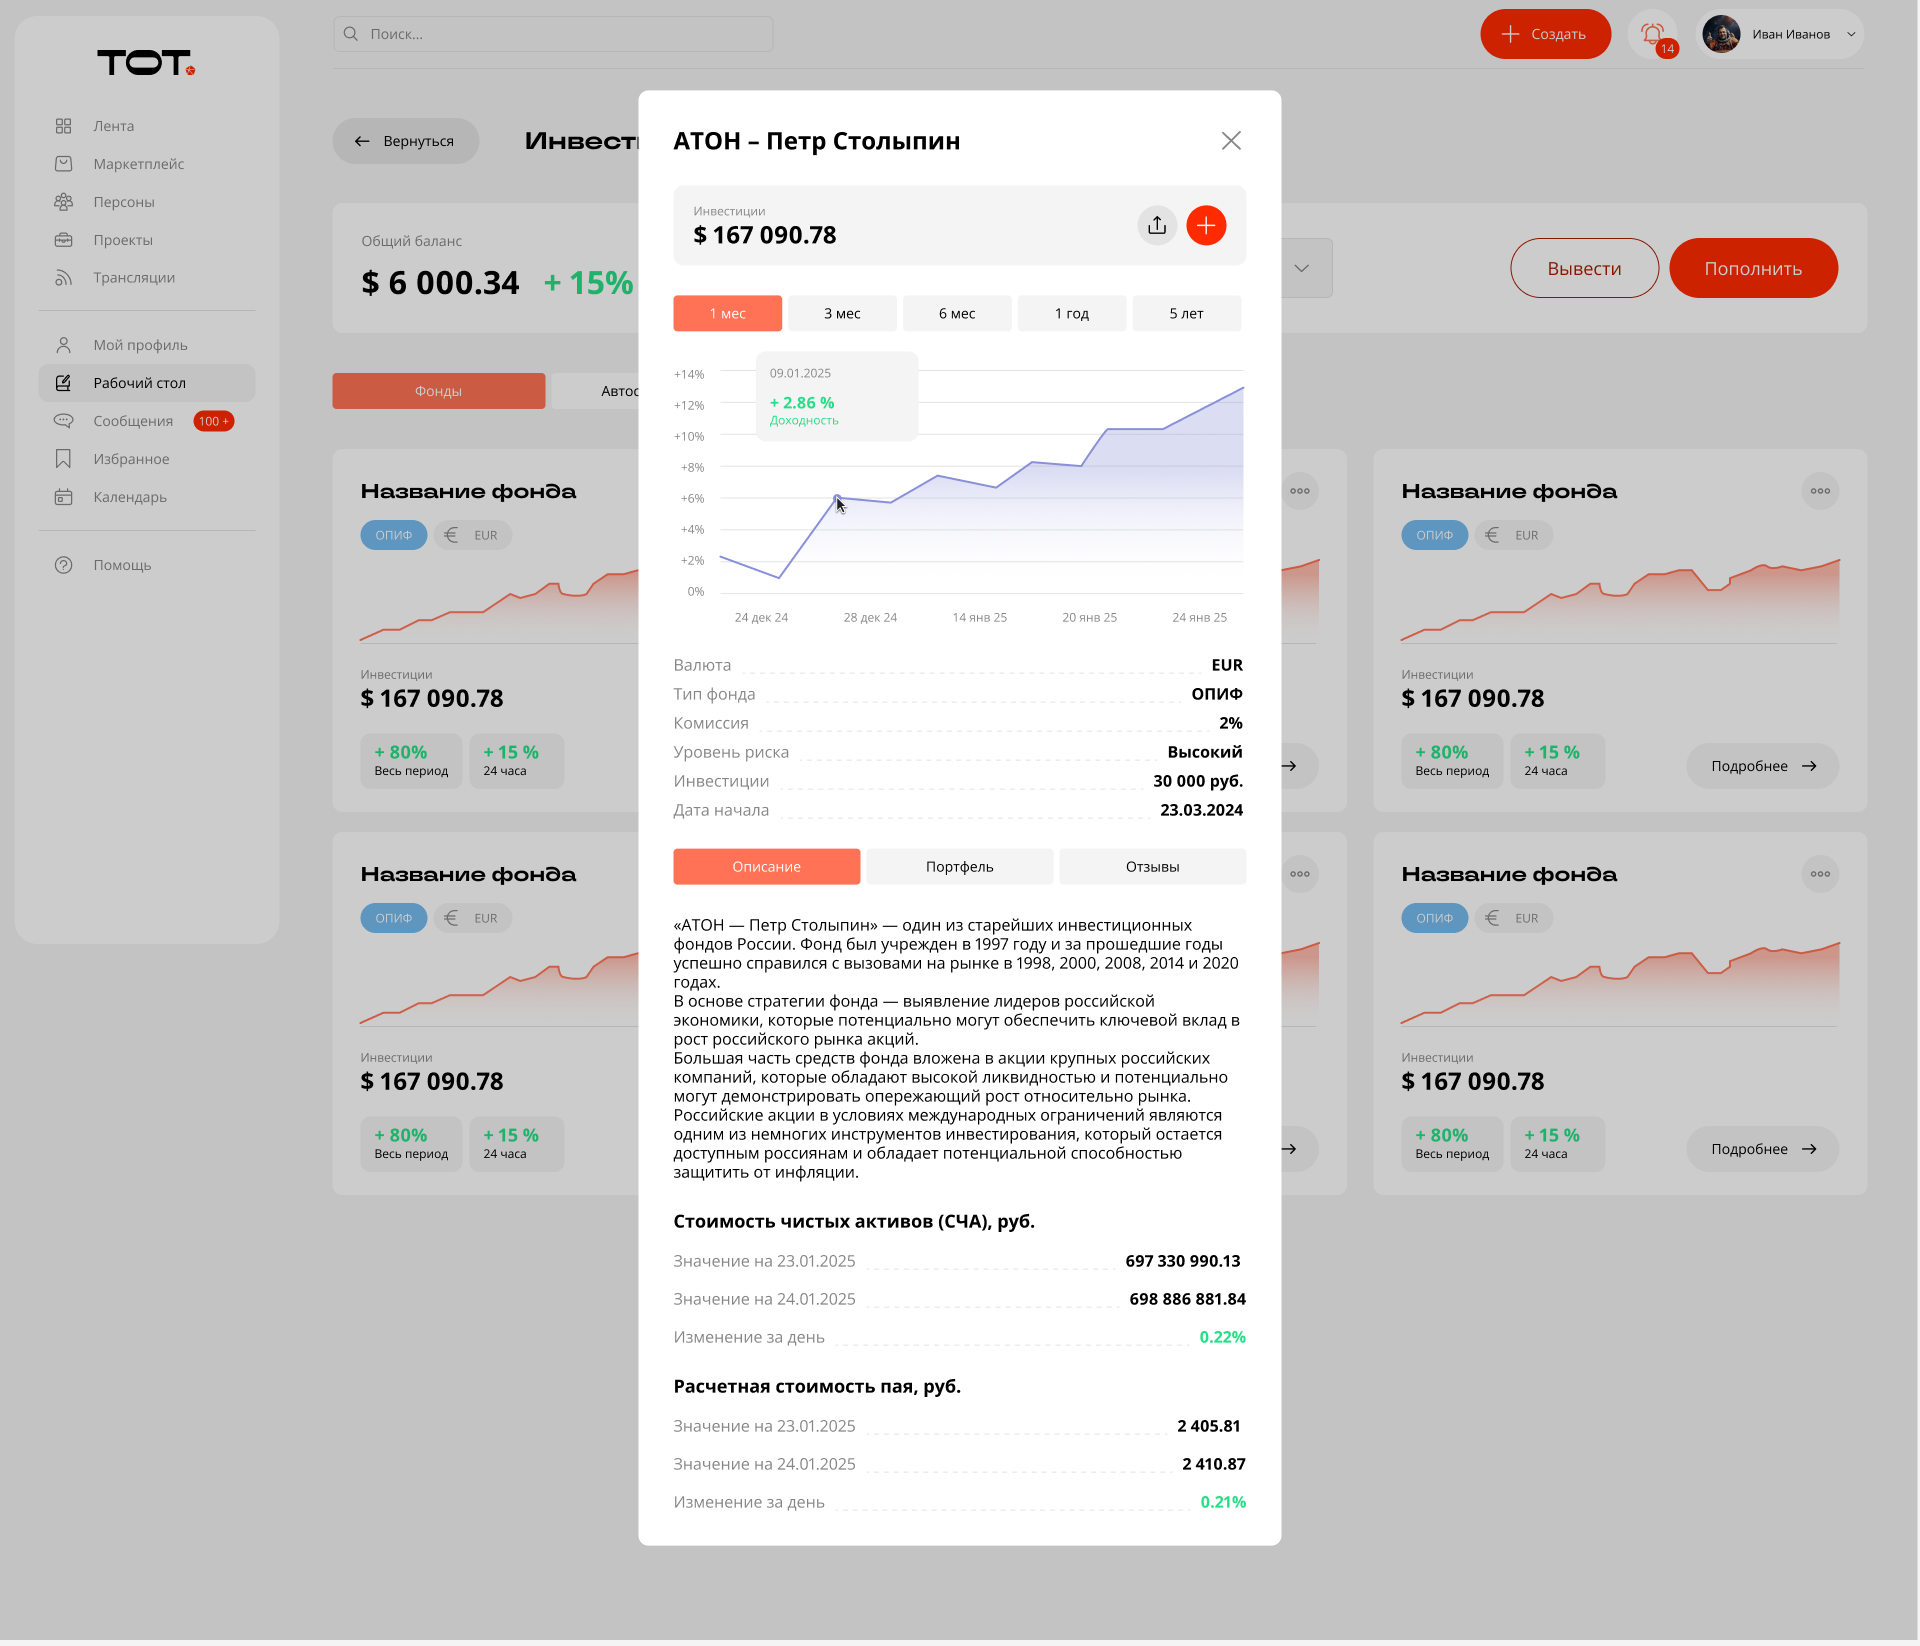 ТОТ.
Лента
Маркетплейс
Персоны
Проекты
Трансляции
Мой профиль
Рабочий стол
Сообщения 100 +
Избранное
Календарь
Помощь
Поиск...
Создать
14
Иван Иванов
Вернуться
Общий баланс
$ 6 000.34 + 15%
Вывести
Пополнить
Фонды
АТОН – Петр Столыпин
Инвестиции
$ 167 090.78
1 мес
3 мес
6 мес
1 год
5 лет
09.01.2025
+ 2.86 %
Доходность
+14%
+12%
+10%
+8%
+6%
+4%
+2%
0%
24 дек 24
28 дек 24
14 янв 25
20 янв 25
24 янв 25
Валюта EUR
Тип фонда ОПИФ
Комиссия 2%
Уровень риска Высокий
Инвестиции 30 000 руб.
Дата начала 23.03.2024
Описание
Портфель
Отзывы
«АТОН — Петр Столыпин» — один из старейших инвестиционных
фондов России. Фонд был учрежден в 1997 году и за прошедшие годы
успешно справился с вызовами на рынке в 1998, 2000, 2008, 2014 и 2020
годах.
В основе стратегии фонда — выявление лидеров российской
экономики, которые потенциально могут обеспечить ключевой вклад в
рост российского рынка акций.
Большая часть средств фонда вложена в акции крупных российских
компаний, которые обладают высокой ликвидностью и потенциально
могут демонстрировать опережающий рост относительно рынка.
Российские акции в условиях международных ограничений являются
одним из немногих инструментов инвестирования, который остается
доступным россиянам и обладает потенциальной способностью
защитить от инфляции.
Стоимость чистых активов (СЧА), руб.
Значение на 23.01.2025 697 330 990.13
Значение на 24.01.2025 698 886 881.84
Изменение за день 0.22%
Расчетная стоимость пая, руб.
Значение на 23.01.2025 2 405.81
Значение на 24.01.2025 2 410.87
Изменение за день 0.21%
Название фонда
ОПИФ
€ EUR
Инвестиции
$ 167 090.78
+ 80%
Весь период
+ 15 %
24 часа
Название фонда
ОПИФ
€ EUR
Инвестиции
$ 167 090.78
+ 80%
Весь период
+ 15 %
24 часа
Подробнее
Название фонда
ОПИФ
€ EUR
Инвестиции
$ 167 090.78
+ 80%
Весь период
+ 15 %
24 часа
Название фонда
ОПИФ
€ EUR
Инвестиции
$ 167 090.78
+ 80%
Весь период
+ 15 %
24 часа
Подробнее